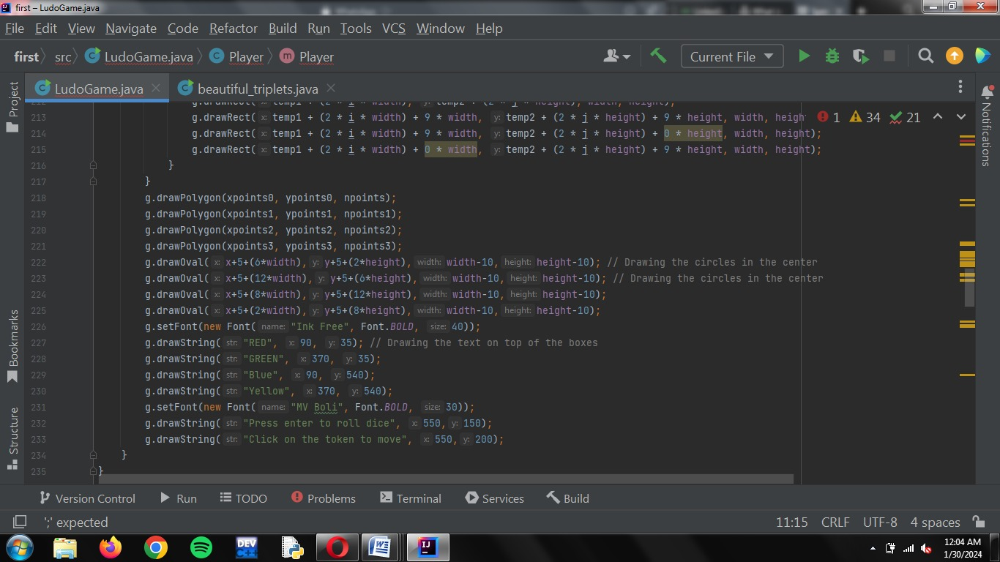 first – LudoGame.java
File Edit View Navigate Code Refactor Build Run Tools VCS Window Help
first src LudoGame.java Player Player Current File
LudoGame.java beautiful_triplets.java
Project
Bookmarks
Structure
Notifications
1 34 21
213 g.drawRect( x: temp1 + (2 * i * width) + 9 * width, y: temp2 + (2 * j * height) + 9 * height, width, heigh
214 g.drawRect( x: temp1 + (2 * i * width) + 9 * width, y: temp2 + (2 * j * height) + 0 * height, width, height);
215 g.drawRect( x: temp1 + (2 * i * width) + 0 * width, y: temp2 + (2 * j * height) + 9 * height, width, height);
216 }
217 }
218 g.drawPolygon(xpoints0, ypoints0, npoints);
219 g.drawPolygon(xpoints1, ypoints1, npoints1);
220 g.drawPolygon(xpoints2, ypoints2, npoints2);
221 g.drawPolygon(xpoints3, ypoints3, npoints3);
222 g.drawOval( x: x+5+(6*width), y: y+5+(2*height), width: width-10, height: height-10); // Drawing the circles in the center
223 g.drawOval( x: x+5+(12*width), y: y+5+(6*height), width: width-10, height: height-10); // Drawing the circles in the center
224 g.drawOval( x: x+5+(8*width), y: y+5+(12*height), width: width-10, height: height-10);
225 g.drawOval( x: x+5+(2*width), y: y+5+(8*height), width: width-10, height: height-10);
226 g.setFont(new Font( name: "Ink Free", Font.BOLD, size: 40));
227 g.drawString( str: "RED", x: 90, y: 35); // Drawing the text on top of the boxes
228 g.drawString( str: "GREEN", x: 370, y: 35);
229 g.drawString( str: "Blue", x: 90, y: 540);
230 g.drawString( str: "Yellow", x: 370, y: 540);
231 g.setFont(new Font( name: "MV Boli", Font.BOLD, size: 30));
232 g.drawString( str: "Press enter to roll dice", x: 550, y: 150);
233 g.drawString( str: "Click on the token to move", x: 550, y: 200);
234 }
235 }
Version Control Run TODO Problems Terminal Services Build
';' expected 11:15 CRLF UTF-8 4 spaces
DEV C++ W IJ
12:04 AM
1/30/2024